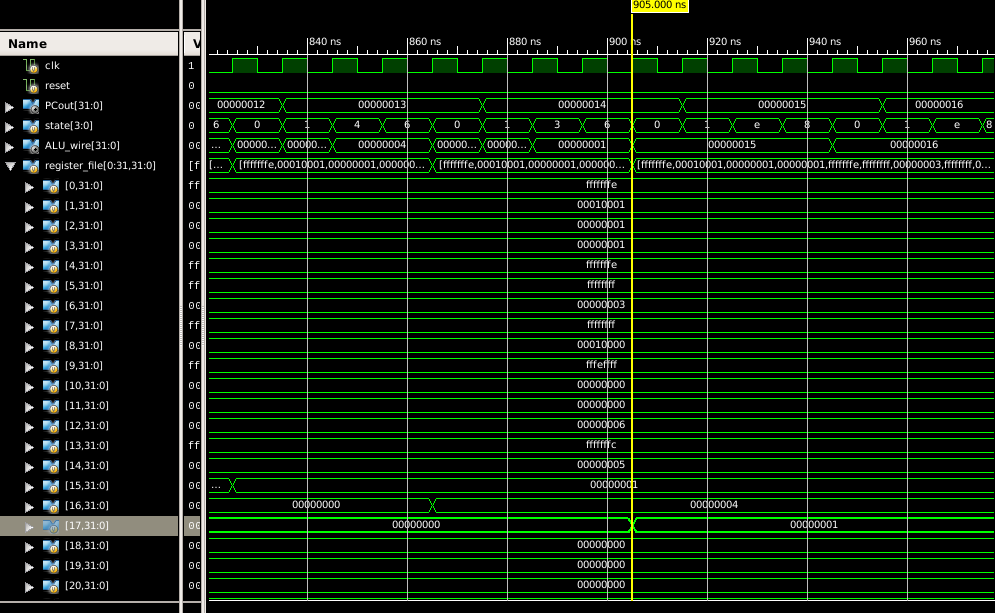 905.000 ns
Name V
840 ns 860 ns 880 ns 900 ns 920 ns 940 ns 960 ns
clk 1
reset 0
PCout[31:0] 00 00000012 00000013 00000014 00000015 00000016
state[3:0] 0 6 0 1 4 6 0 1 3 6 0 1 e 8 0 1 e 8
ALU_wire[31:0] 00 ... 00000... 00000... 00000004 00000... 00000... 00000001 00000015 00000016
register_file[0:31,31:0] [ff [... [fffffffe,00010001,00000001,000000... [fffffffe,00010001,00000001,000000... [fffffffe,00010001,00000001,00000001,fffffffe,ffffffff,00000003,ffffffff,0...
[0,31:0] ff fffffffe
[1,31:0] 00 00010001
[2,31:0] 00 00000001
[3,31:0] 00 00000001
[4,31:0] ff fffffffe
[5,31:0] ff ffffffff
[6,31:0] 00 00000003
[7,31:0] ff ffffffff
[8,31:0] 00 00010000
[9,31:0] ff fffeffff
[10,31:0] 00 00000000
[11,31:0] 00 00000000
[12,31:0] 00 00000006
[13,31:0] ff fffffffc
[14,31:0] 00 00000005
[15,31:0] 00 ... 00000001
[16,31:0] 00 00000000 00000004
[17,31:0] 00 00000000 00000001
[18,31:0] 00 00000000
[19,31:0] 00 00000000
[20,31:0] 00 00000000